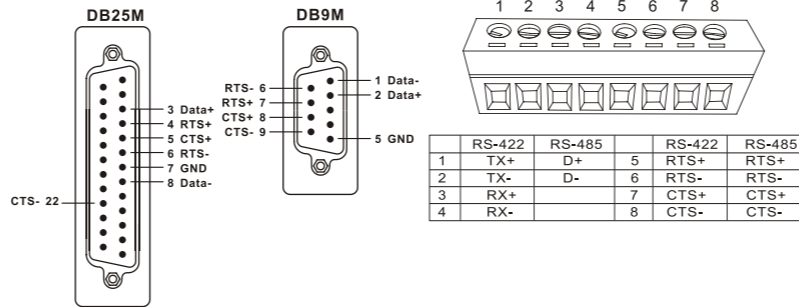 DB25M
3 Data+
4 RTS+
5 CTS+
6 RTS-
7 GND
8 Data-
CTS- 22
DB9M
RTS- 6
RTS+ 7
CTS+ 8
CTS- 9
1 Data-
2 Data+
5 GND
1 2 3 4 5 6 7 8
RS-422 RS-485 RS-422 RS-485
1 TX+ D+ 5 RTS+ RTS+
2 TX- D- 6 RTS- RTS-
3 RX+ 7 CTS+ CTS+
4 RX- 8 CTS- CTS-